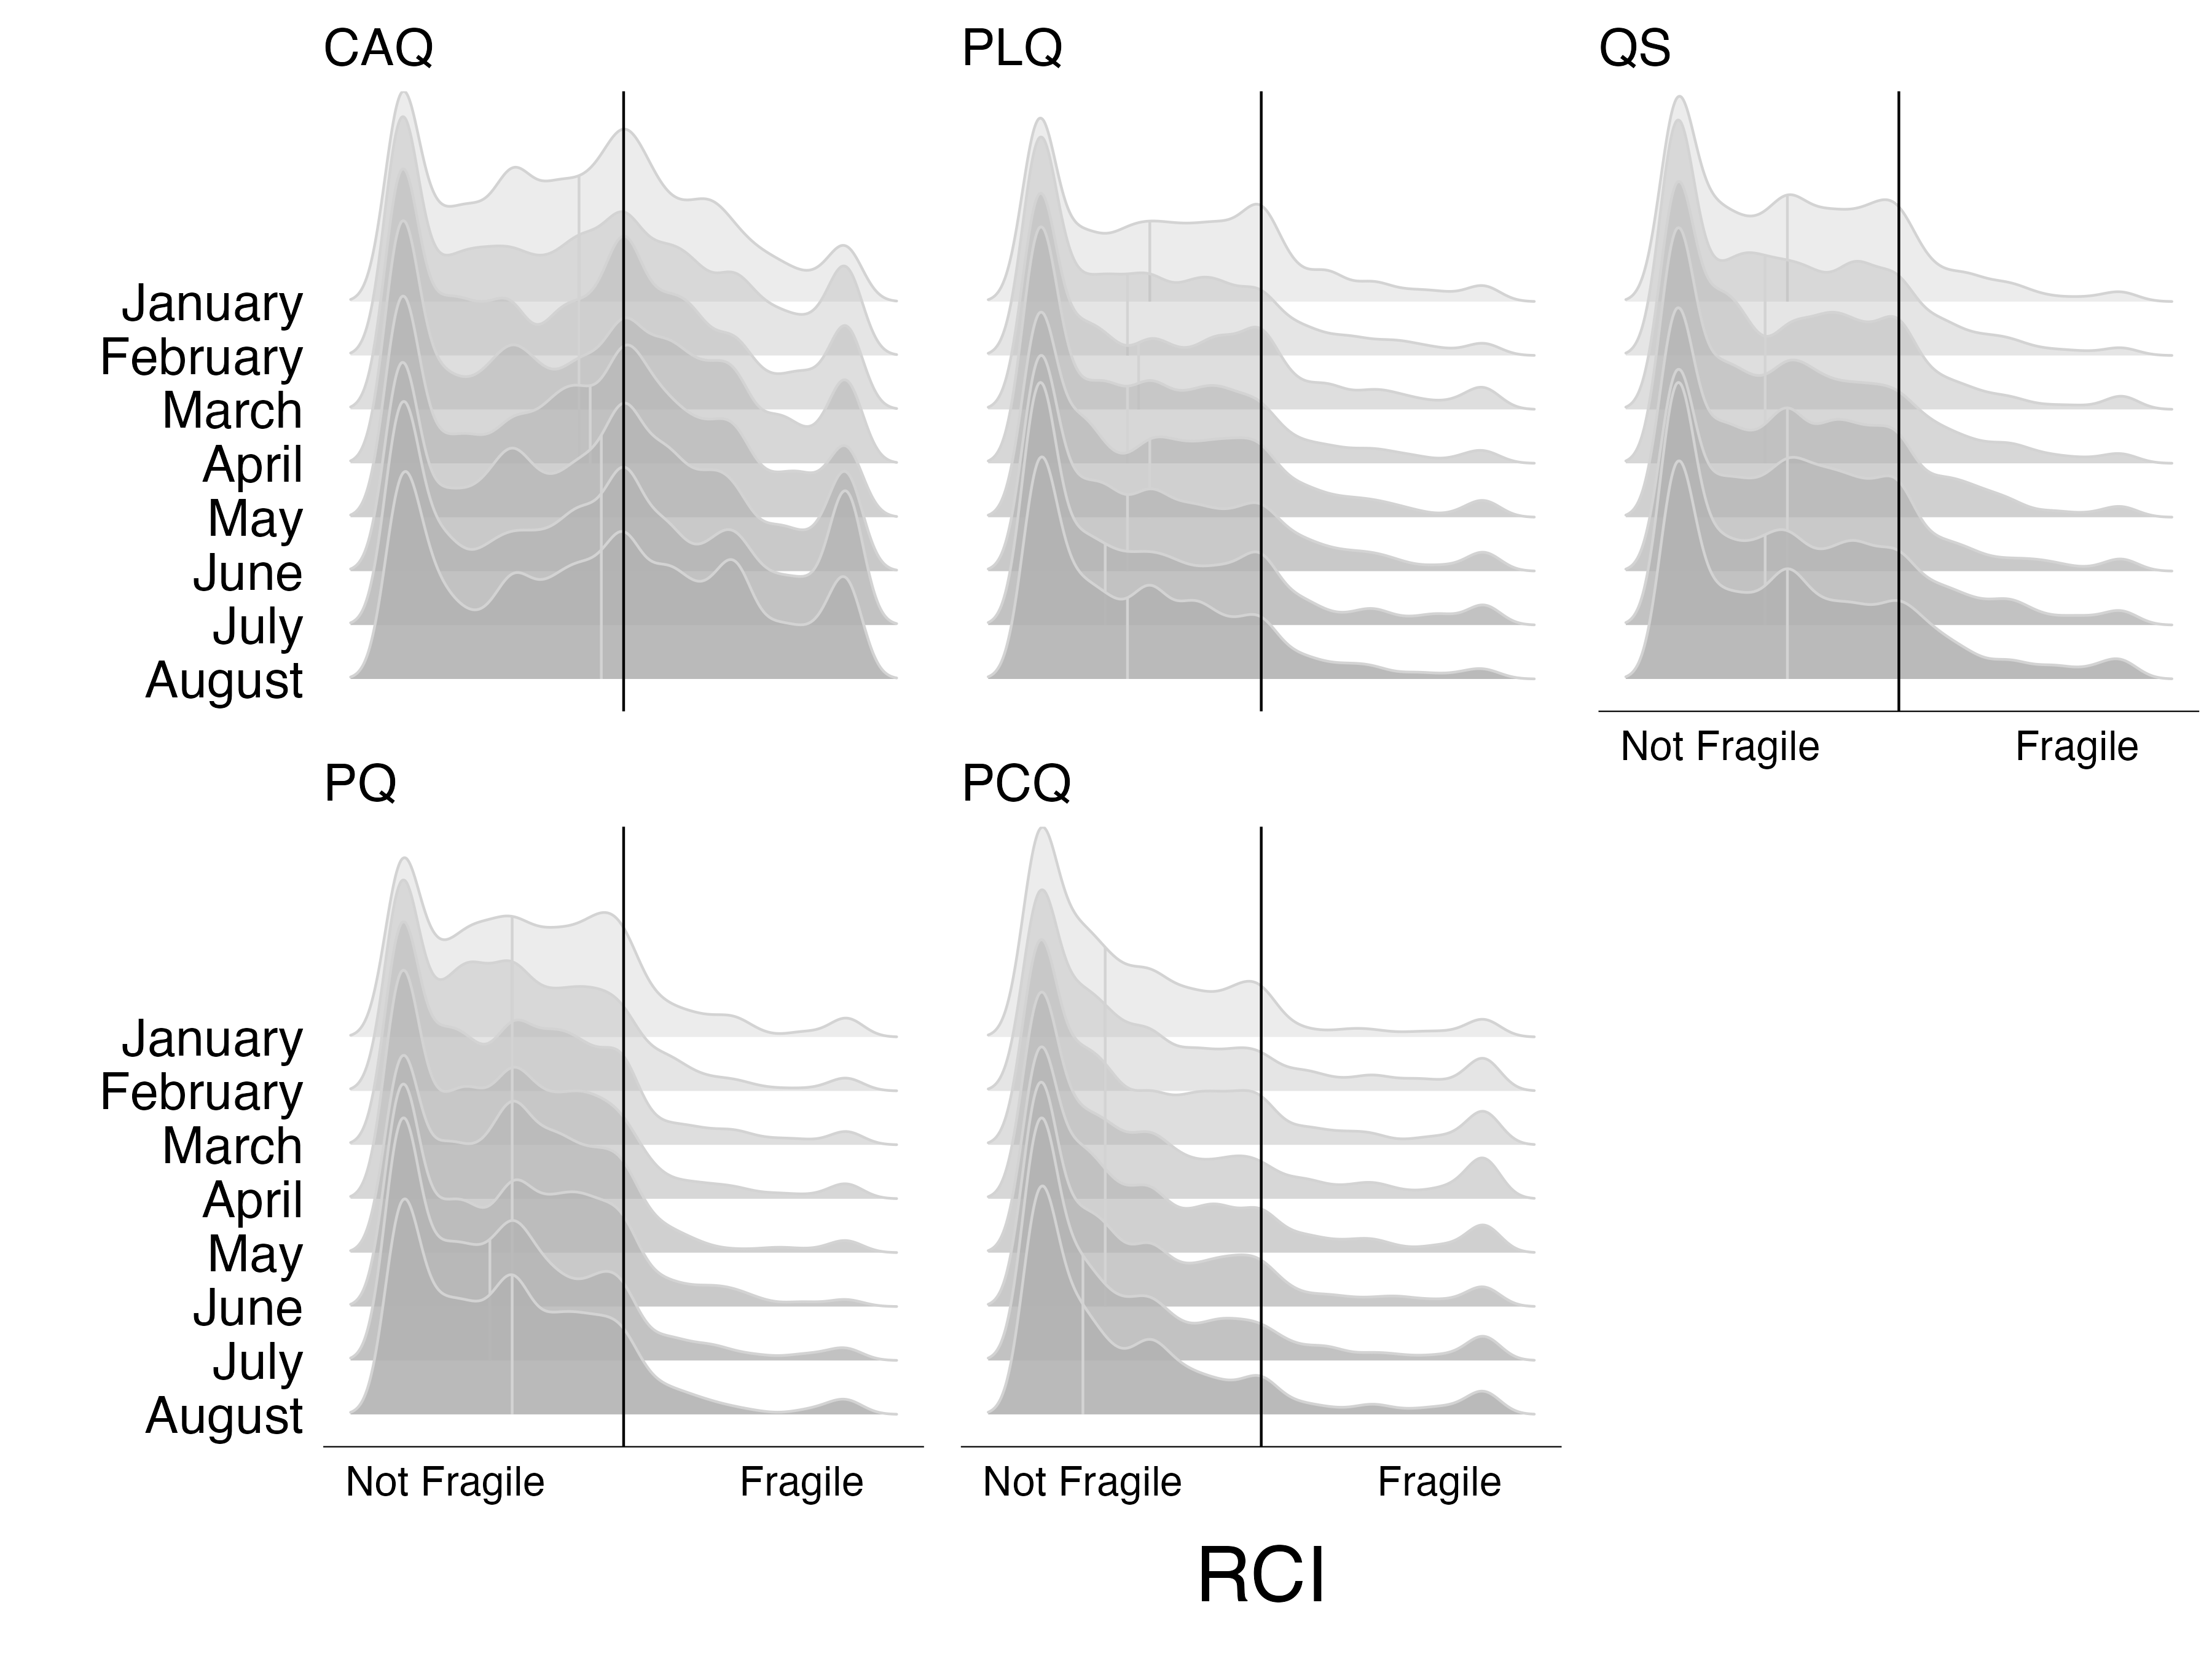 CAQ
PLQ
QS
January
February
March
April
May
June
July
August
Not Fragile
Fragile
PQ
PCQ
January
February
March
April
May
June
July
August
Not Fragile
Fragile
Not Fragile
Fragile
RCI